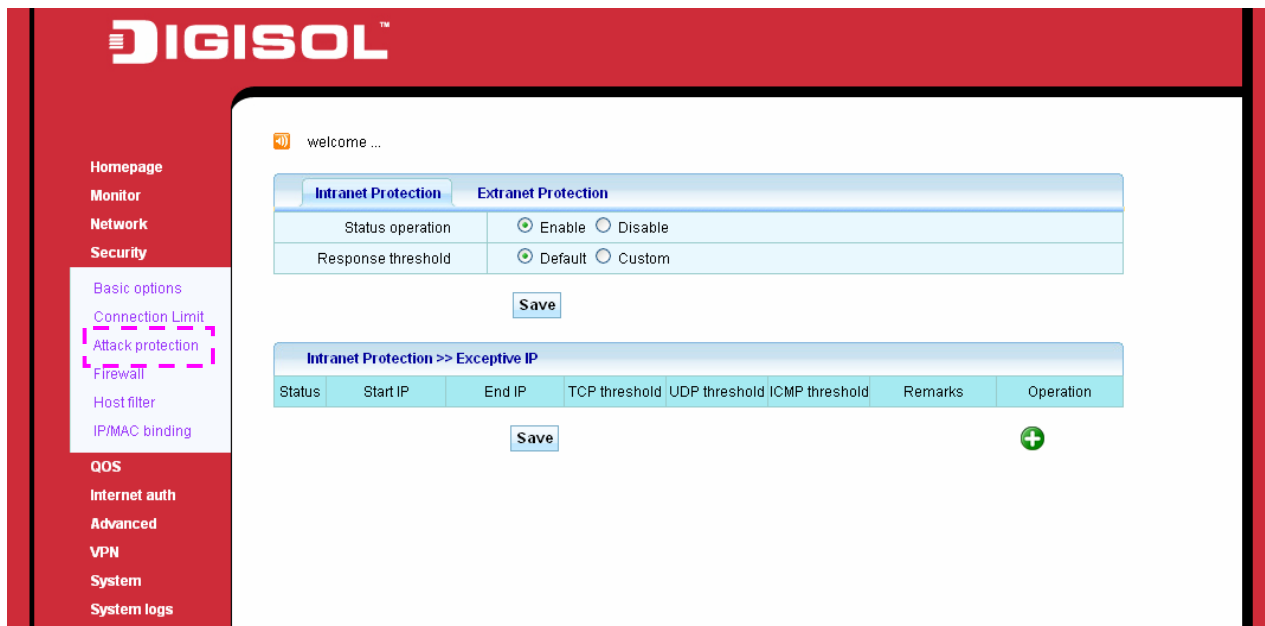 DIGISOL™
welcome ...
Homepage
Monitor
Network
Security
Basic options
Connection Limit
Attack protection
Firewall
Host filter
IP/MAC binding
QOS
Internet auth
Advanced
VPN
System
System logs
Intranet Protection Extranet Protection
Status operation Enable Disable
Response threshold Default Custom
Save
Intranet Protection >> Exceptive IP
Status Start IP End IP TCP threshold UDP threshold ICMP threshold Remarks Operation
Save